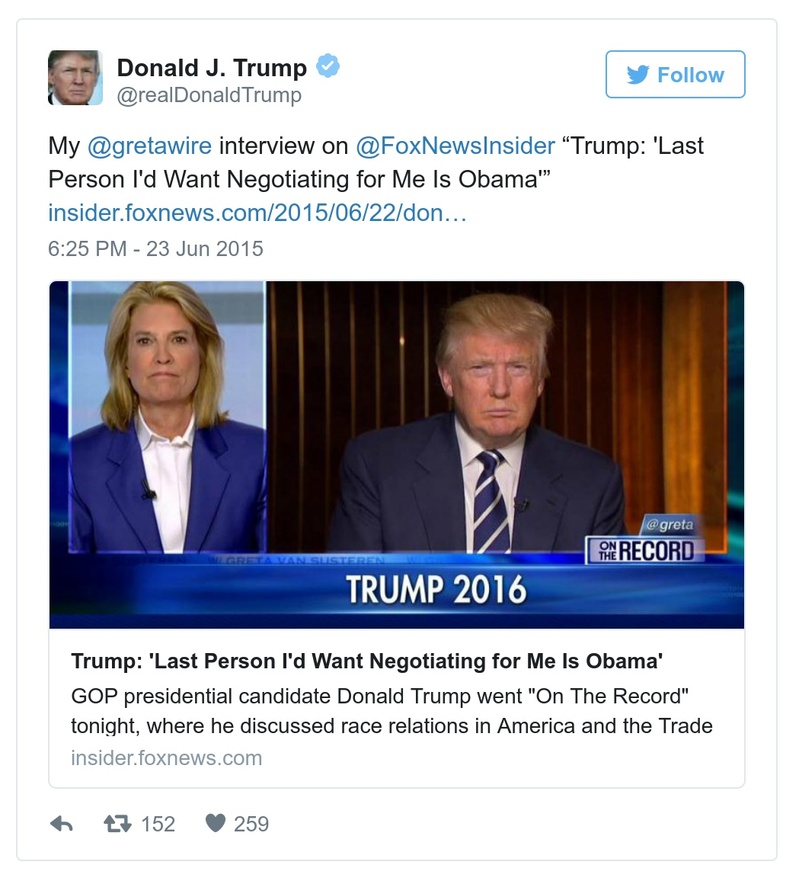 Donald J. Trump
@realDonaldTrump
Follow
My @gretawire interview on @FoxNewsInsider “Trump: 'Last
Person I'd Want Negotiating for Me Is Obama'”
insider.foxnews.com/2015/06/22/don…
6:25 PM - 23 Jun 2015
@greta
ON THE RECORD
W/GRETA VAN SUSTEREN
TRUMP 2016
Trump: 'Last Person I'd Want Negotiating for Me Is Obama'
GOP presidential candidate Donald Trump went "On The Record"
tonight, where he discussed race relations in America and the Trade
insider.foxnews.com
152 259